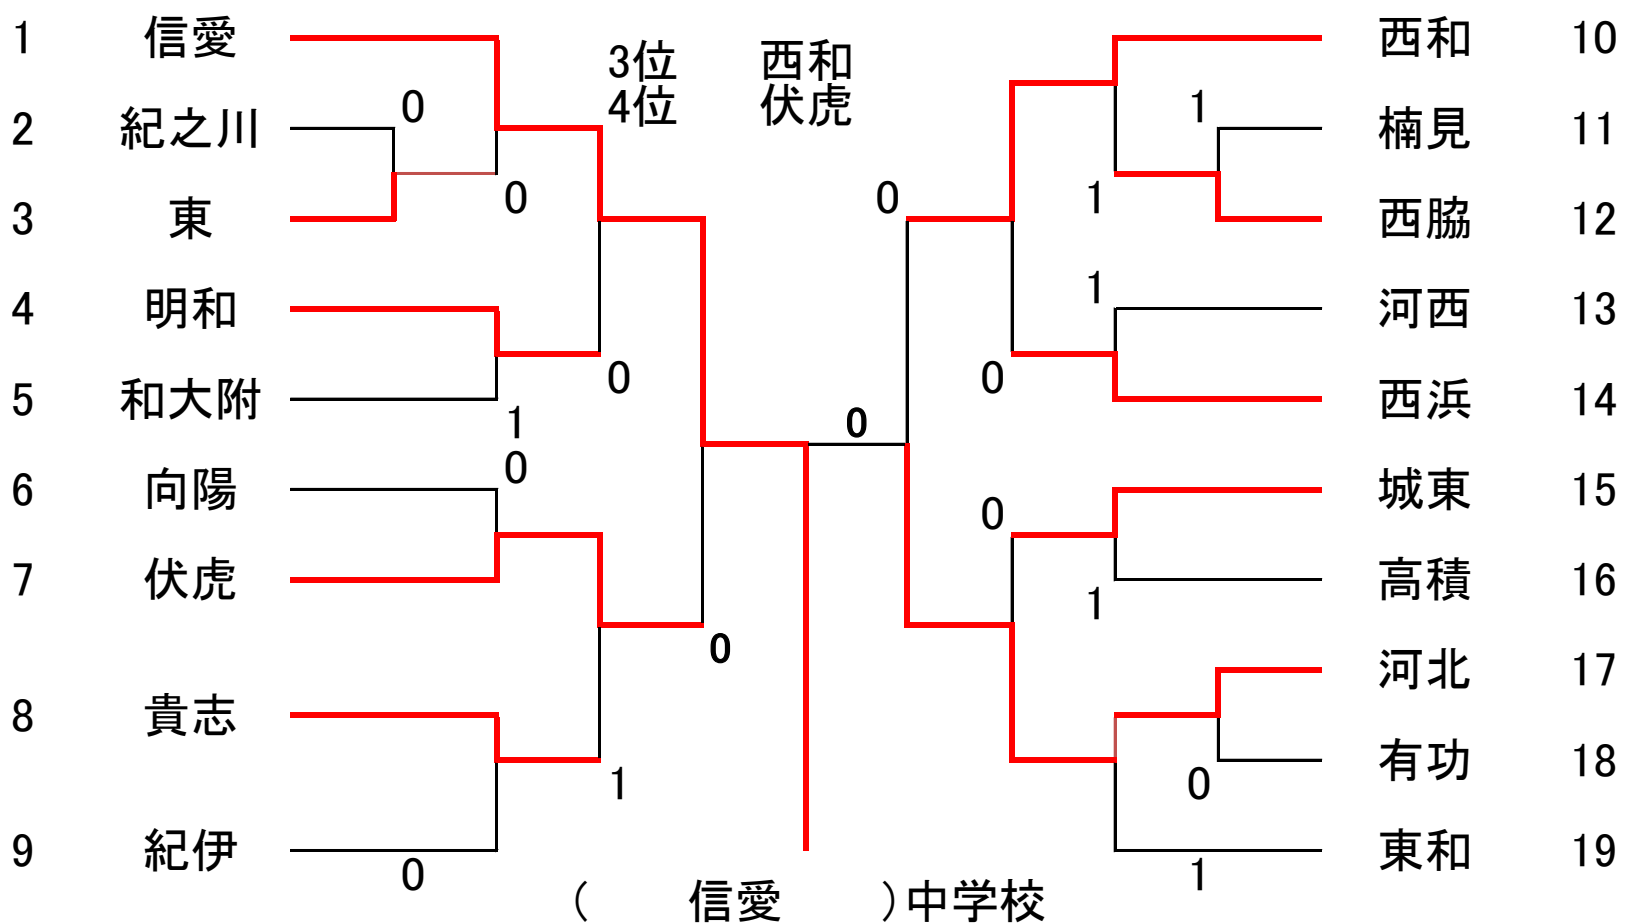 1 信愛 3位 西和 西和 10
4位 伏虎
0 1
2 紀之川 楠見 11
0 0 1
3 東 西脇 12
1
4 明和 河西 13
0 0
5 和大附 西浜 14
1 0
0
6 向陽 城東 15
0
7 伏虎 高積 16
1
0
河北 17
8 貴志 有功 18
1 0
9 紀伊 東和 19
0 1
( 信愛 )中学校